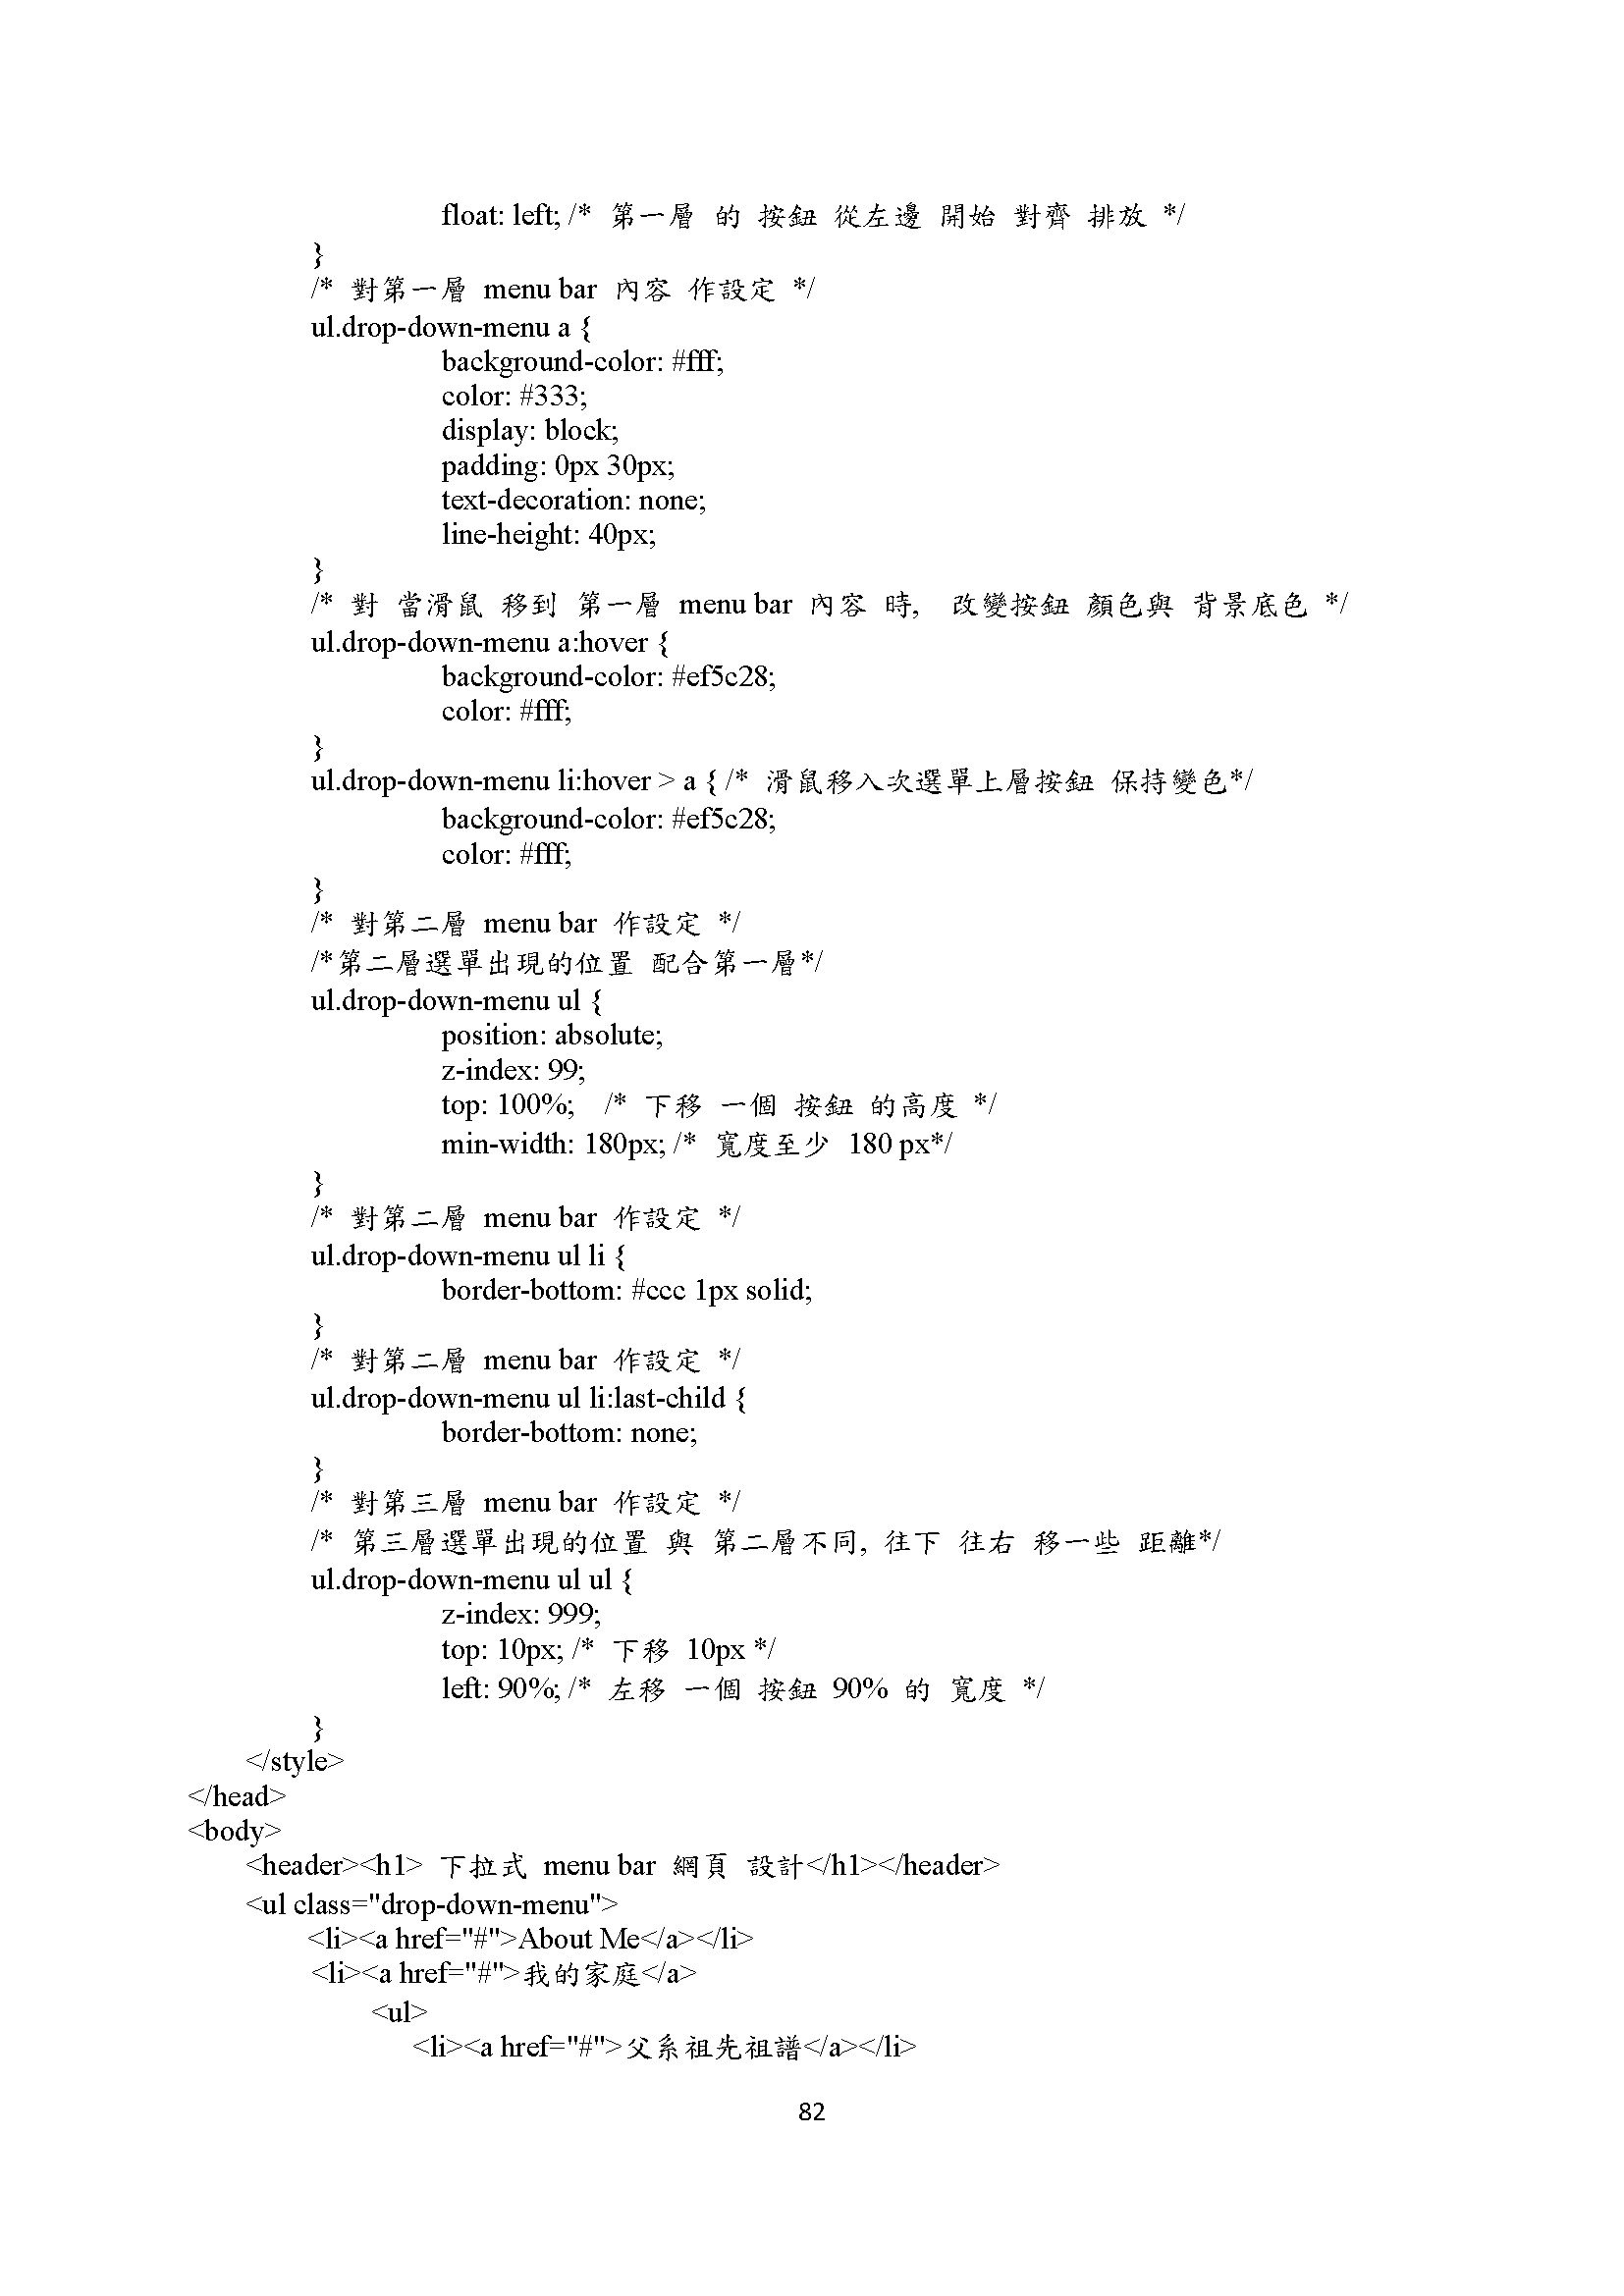 float: left; /* 第一層 的 按鈕 從左邊 開始 對齊 排放 */
}
/* 對第一層 menu bar 內容 作設定 */
ul.drop-down-menu a {
background-color: #fff;
color: #333;
display: block;
padding: 0px 30px;
text-decoration: none;
line-height: 40px;
}
/* 對 當滑鼠 移到 第一層 menu bar 內容 時, 改變按鈕 顏色與 背景底色 */
ul.drop-down-menu a:hover {
background-color: #ef5c28;
color: #fff;
}
ul.drop-down-menu li:hover > a { /* 滑鼠移入次選單上層按鈕 保持變色*/
background-color: #ef5c28;
color: #fff;
}
/* 對第二層 menu bar 作設定 */
/*第二層選單出現的位置 配合第一層*/
ul.drop-down-menu ul {
position: absolute;
z-index: 99;
top: 100%; /* 下移 一個 按鈕 的高度 */
min-width: 180px; /* 寬度至少 180 px*/
}
/* 對第二層 menu bar 作設定 */
ul.drop-down-menu ul li {
border-bottom: #ccc 1px solid;
}
/* 對第二層 menu bar 作設定 */
ul.drop-down-menu ul li:last-child {
border-bottom: none;
}
/* 對第三層 menu bar 作設定 */
/* 第三層選單出現的位置 與 第二層不同, 往下 往右 移一些 距離*/
ul.drop-down-menu ul ul {
z-index: 999;
top: 10px; /* 下移 10px */
left: 90%; /* 左移 一個 按鈕 90% 的 寬度 */
}
</style>
</head>
<body>
<header><h1> 下拉式 menu bar 網頁 設計</h1></header>
<ul class="drop-down-menu">
<li><a href="#">About Me</a></li>
<li><a href="#">我的家庭</a>
<ul>
<li><a href="#">父系祖先祖譜</a></li>
82